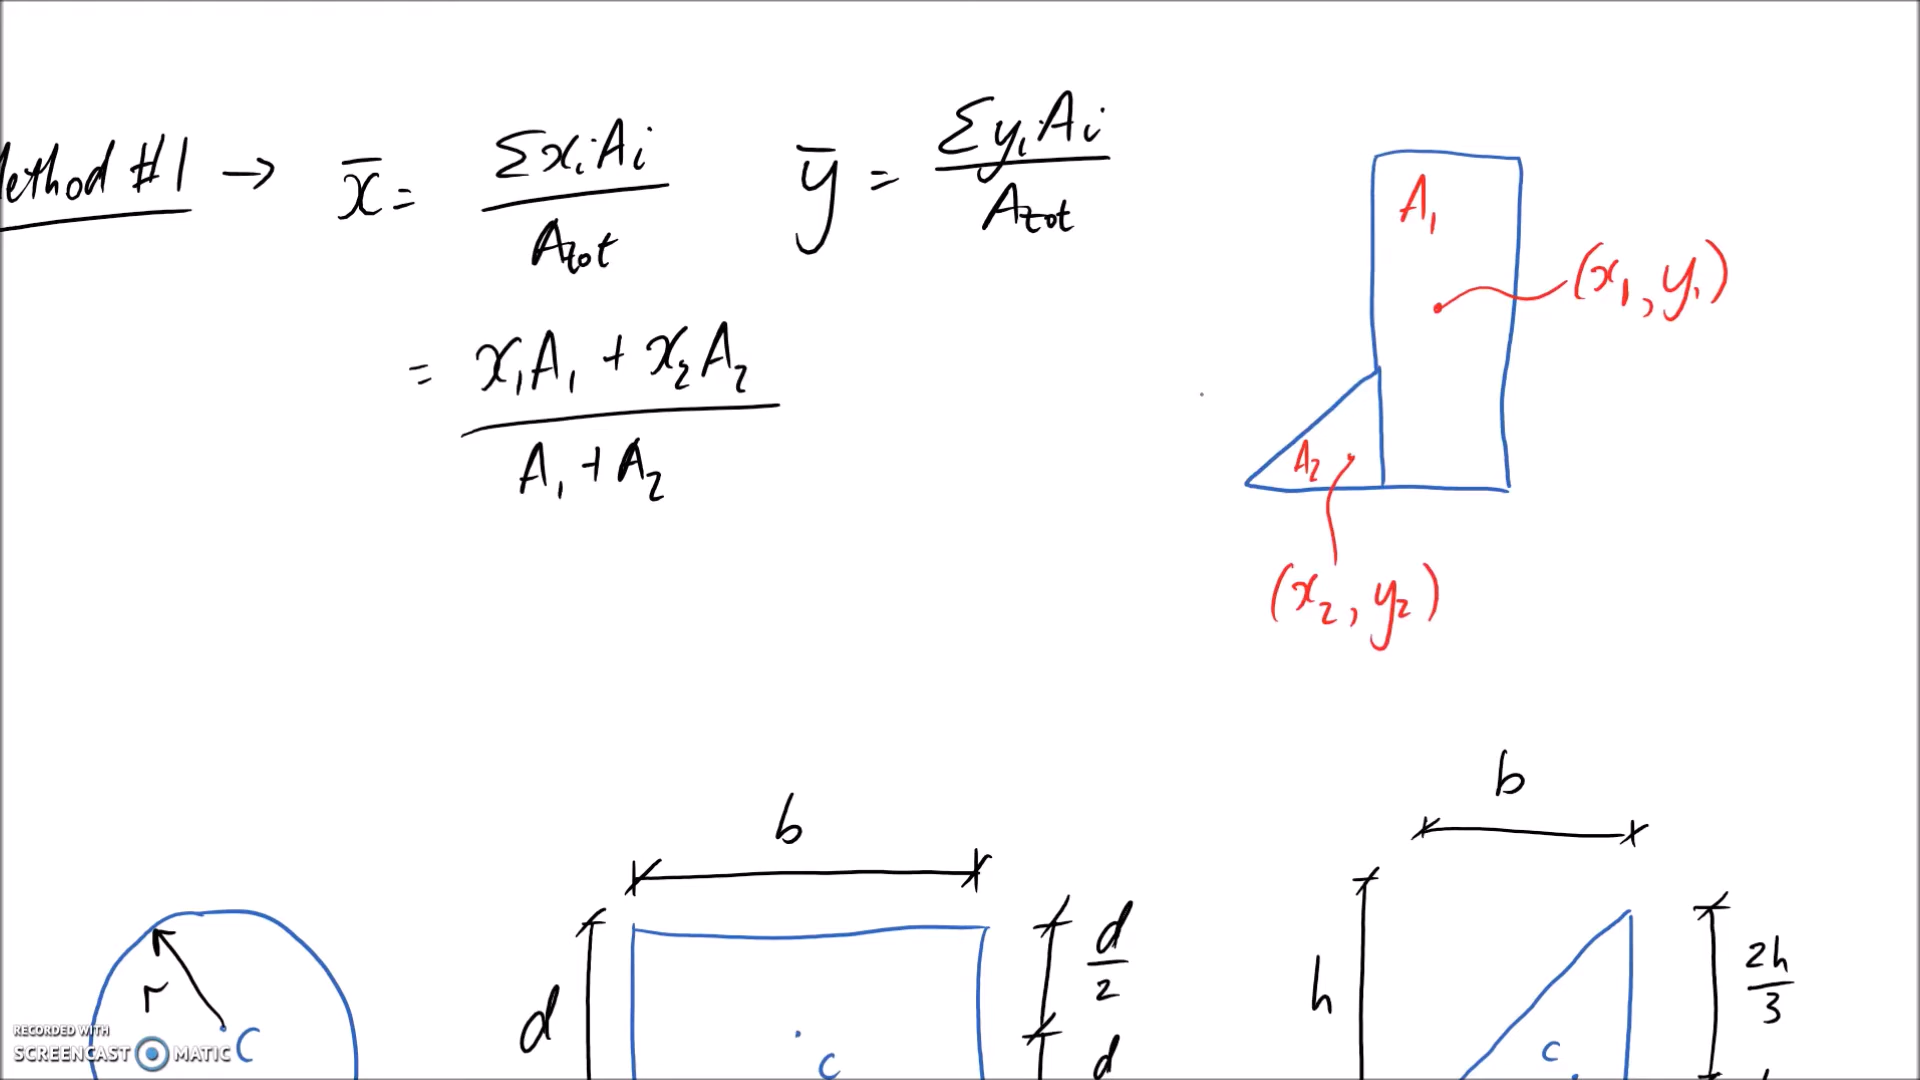 Method #1 → x̄ = ΣxᵢAᵢ / Atot ȳ = ΣyᵢAᵢ / Atot
= x₁A₁ + x₂A₂ / A₁ + A₂
A₁
(x₁, y₁)
A₂
(x₂, y₂)
b
b
r
C
d
d/2
d
C
h
2h/3
C
RECORDED WITH
SCREENCAST MATIC